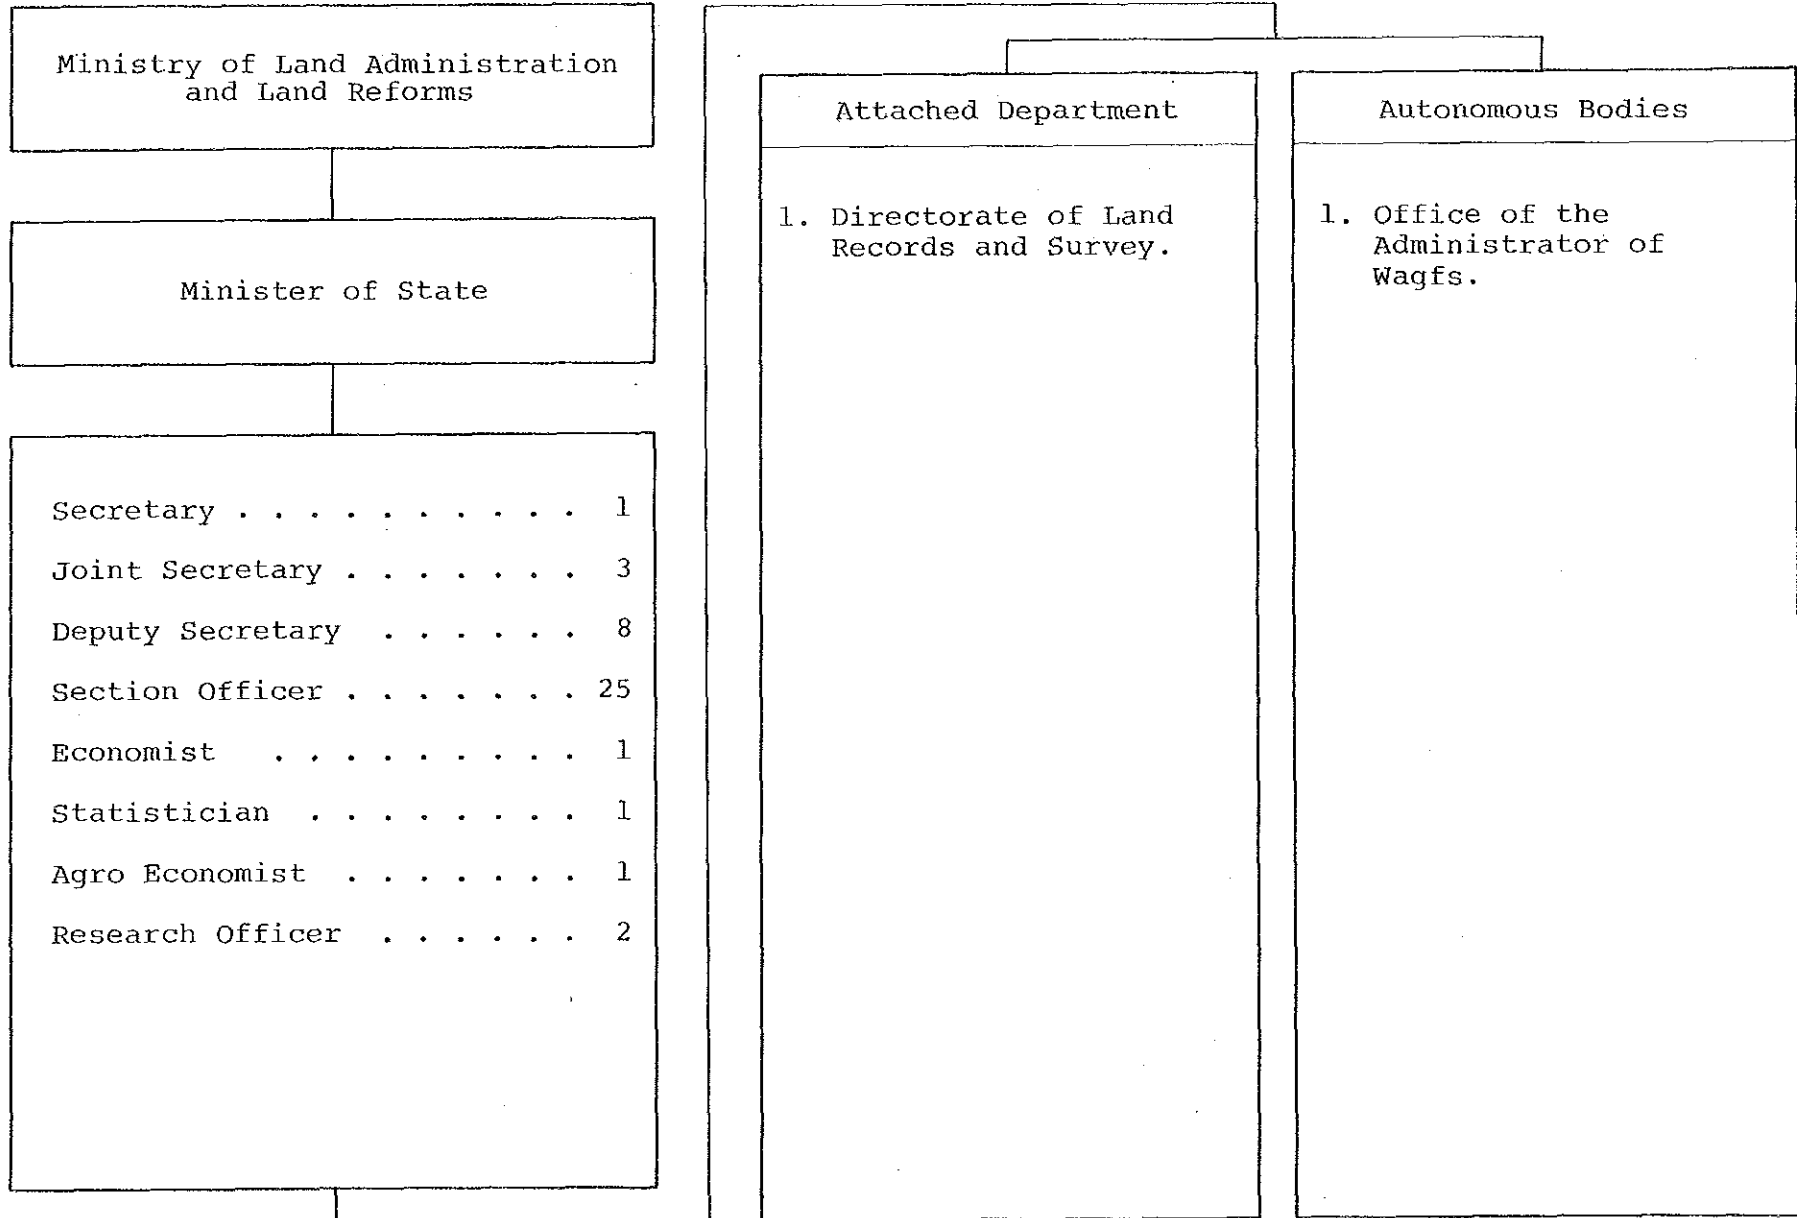 Ministry of Land Administration
and Land Reforms
Minister of State
Secretary . . . . . . . . . . 1
Joint Secretary . . . . . . . 3
Deputy Secretary . . . . . . 8
Section Officer . . . . . . . 25
Economist . . . . . . . . . 1
Statistician . . . . . . . . 1
Agro Economist . . . . . . . 1
Research Officer . . . . . . 2
Attached Department
1. Directorate of Land
Records and Survey.
Autonomous Bodies
1. Office of the
Administrator of
Wagfs.